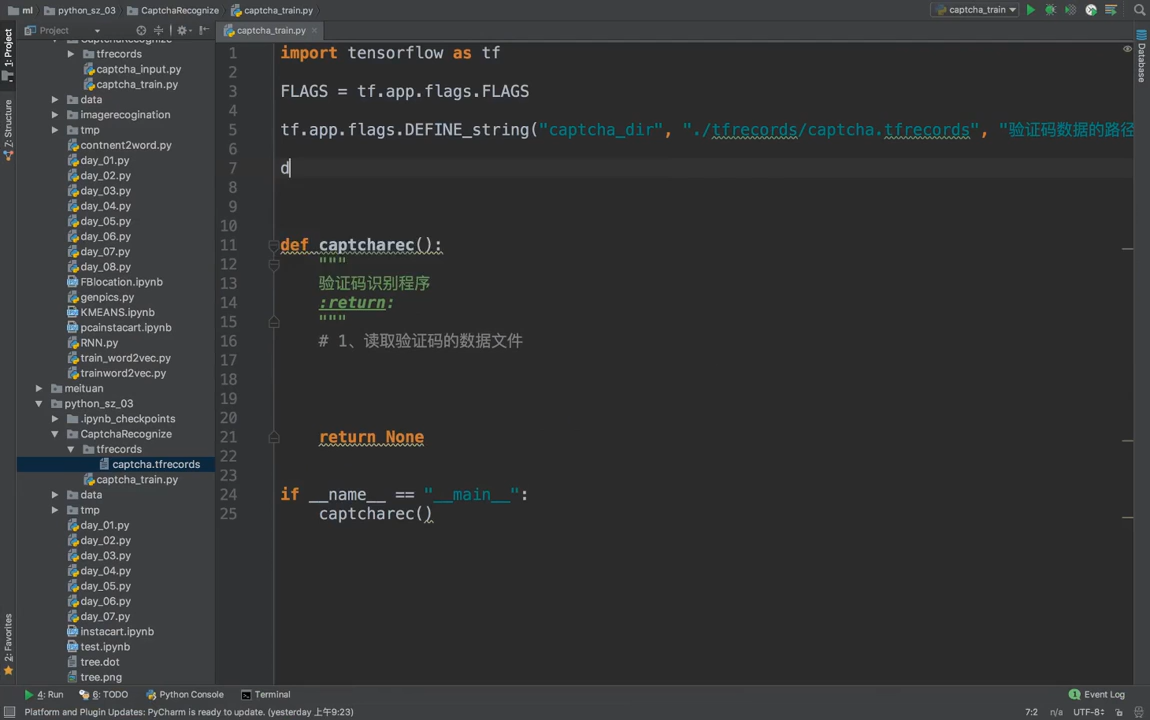 ml
python_sz_03
CaptchaRecognize
captcha_train.py
captcha_train
1: Project
Z: Structure
2: Favorites
Project
CaptchaRecognize
tfrecords
captcha_input.py
captcha_train.py
data
imagerecogination
tmp
contnent2word.py
day_01.py
day_02.py
day_03.py
day_04.py
day_05.py
day_06.py
day_07.py
day_08.py
FBlocation.ipynb
genpics.py
KMEANS.ipynb
pcainstacart.ipynb
RNN.py
train_word2vec.py
trainword2vec.py
meituan
python_sz_03
.ipynb_checkpoints
CaptchaRecognize
tfrecords
captcha.tfrecords
captcha_train.py
data
tmp
day_01.py
day_02.py
day_03.py
day_04.py
day_05.py
day_06.py
day_07.py
instacart.ipynb
test.ipynb
tree.dot
tree.png
captcha_train.py
1 import tensorflow as tf
2
3 FLAGS = tf.app.flags.FLAGS
4
5 tf.app.flags.DEFINE_string("captcha_dir", "./tfrecords/captcha.tfrecords", "验证码数据的路径
6
7 d
8
9
10
11 def captcharec():
12     """
13     验证码识别程序
14     :return:
15     """
16     # 1、读取验证码的数据文件
17
18
19
20
21     return None
22
23
24 if __name__ == "__main__":
25     captcharec()
Database
4: Run
6: TODO
Python Console
Terminal
Event Log
Platform and Plugin Updates: PyCharm is ready to update. (yesterday 上午9:23)
7:2
n/a
UTF-8